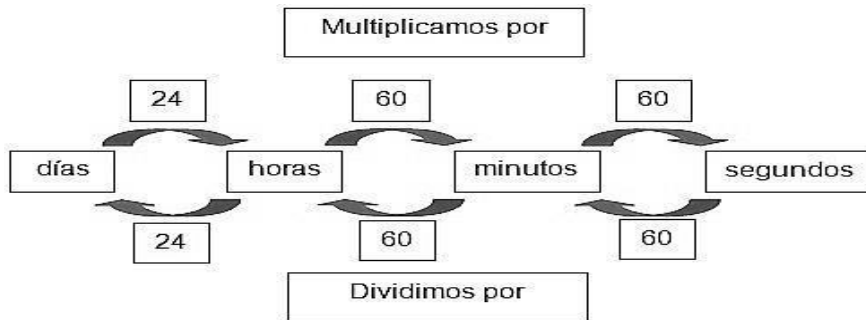 Multiplicamos por
24 60 60
días horas minutos segundos
24 60 60
Dividimos por